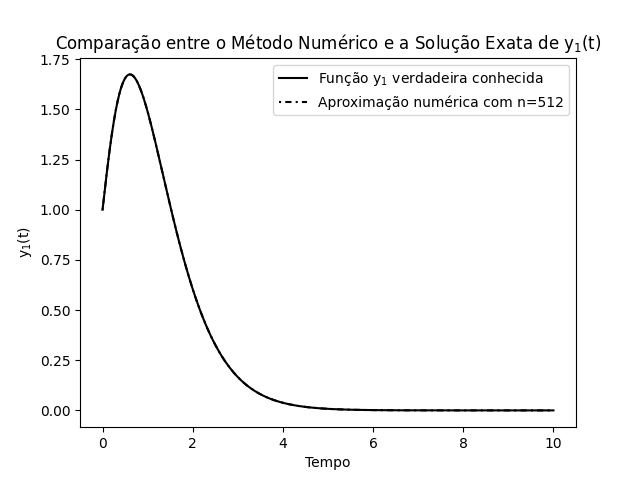 Comparação entre o Método Numérico e a Solução Exata de y₁(t)
Função y₁ verdadeira conhecida
Aproximação numérica com n=512
1.75
1.50
1.25
1.00
0.75
0.50
0.25
0.00
y₁(t)
0 2 4 6 8 10
Tempo